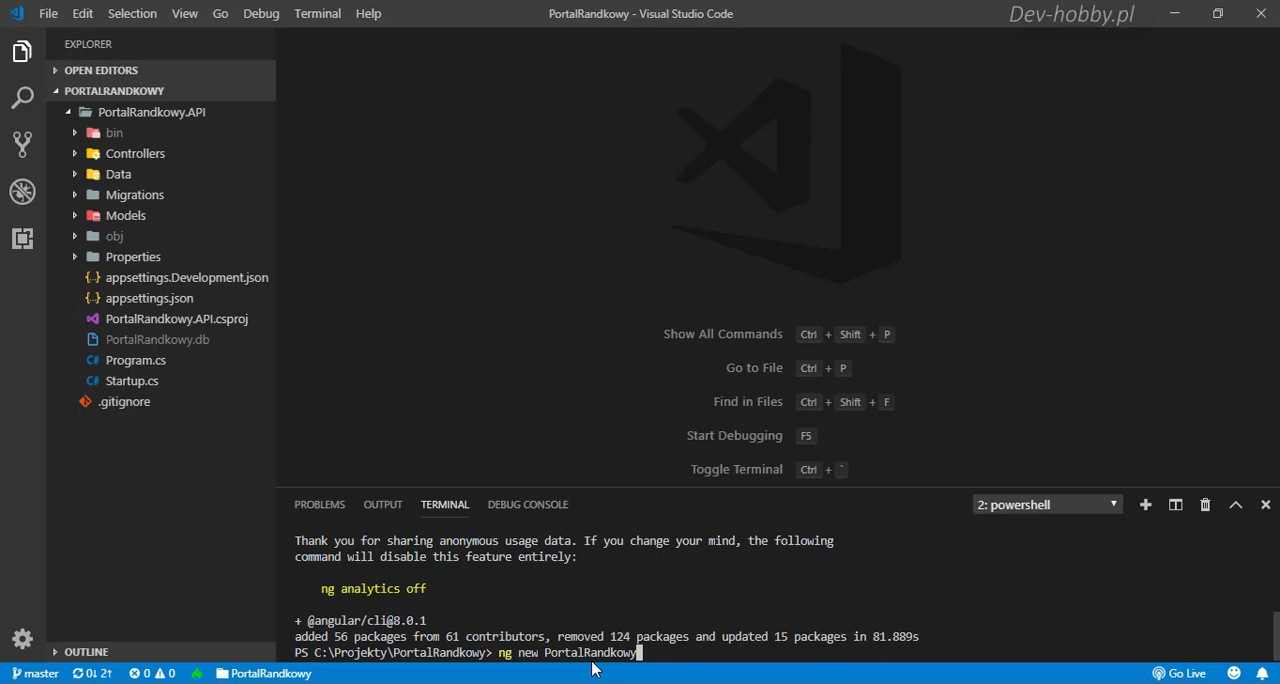 File Edit Selection View Go Debug Terminal Help
PortalRandkowy - Visual Studio Code
Dev-hobby.pl
EXPLORER
OPEN EDITORS
PORTALRANDKOWY
PortalRandkowy.API
bin
Controllers
Data
Migrations
Models
obj
Properties
appsettings.Development.json
appsettings.json
PortalRandkowy.API.csproj
PortalRandkowy.db
Program.cs
Startup.cs
.gitignore
OUTLINE
Show All Commands Ctrl + Shift + P
Go to File Ctrl + P
Find in Files Ctrl + Shift + F
Start Debugging F5
Toggle Terminal Ctrl + `
PROBLEMS OUTPUT TERMINAL DEBUG CONSOLE
2: powershell
Thank you for sharing anonymous usage data. If you change your mind, the following
command will disable this feature entirely:
ng analytics off
+ @angular/cli@8.0.1
added 56 packages from 61 contributors, removed 124 packages and updated 15 packages in 81.889s
PS C:\Projekty\PortalRandkowy> ng new PortalRandkowy
master 0↓ 2↑ 0 0 PortalRandkowy
Go Live